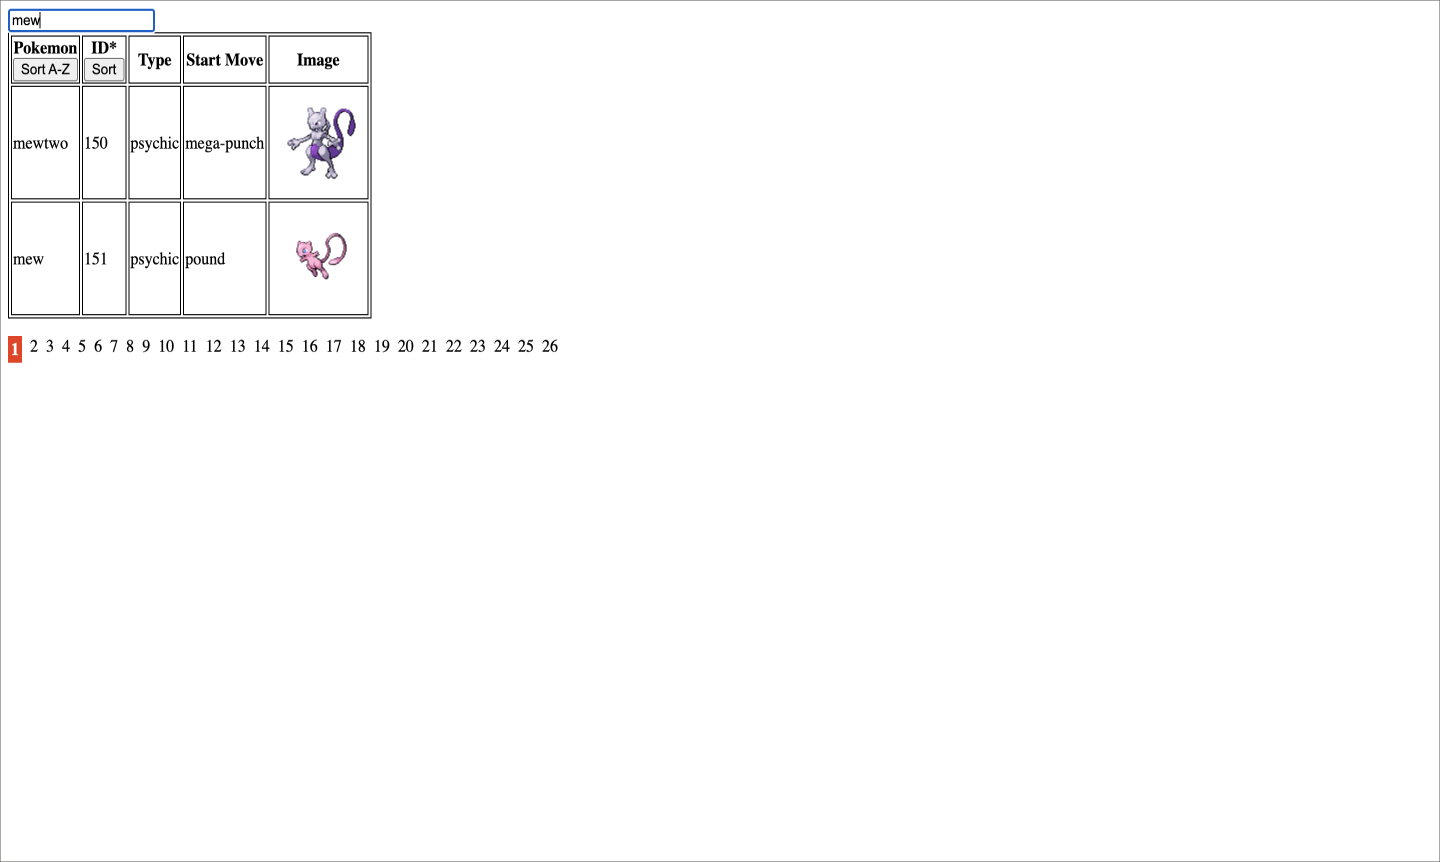 mew
Pokemon ID* Type Start Move Image
Sort A-Z Sort
mewtwo 150 psychic mega-punch
mew 151 psychic pound
1 2 3 4 5 6 7 8 9 10 11 12 13 14 15 16 17 18 19 20 21 22 23 24 25 26